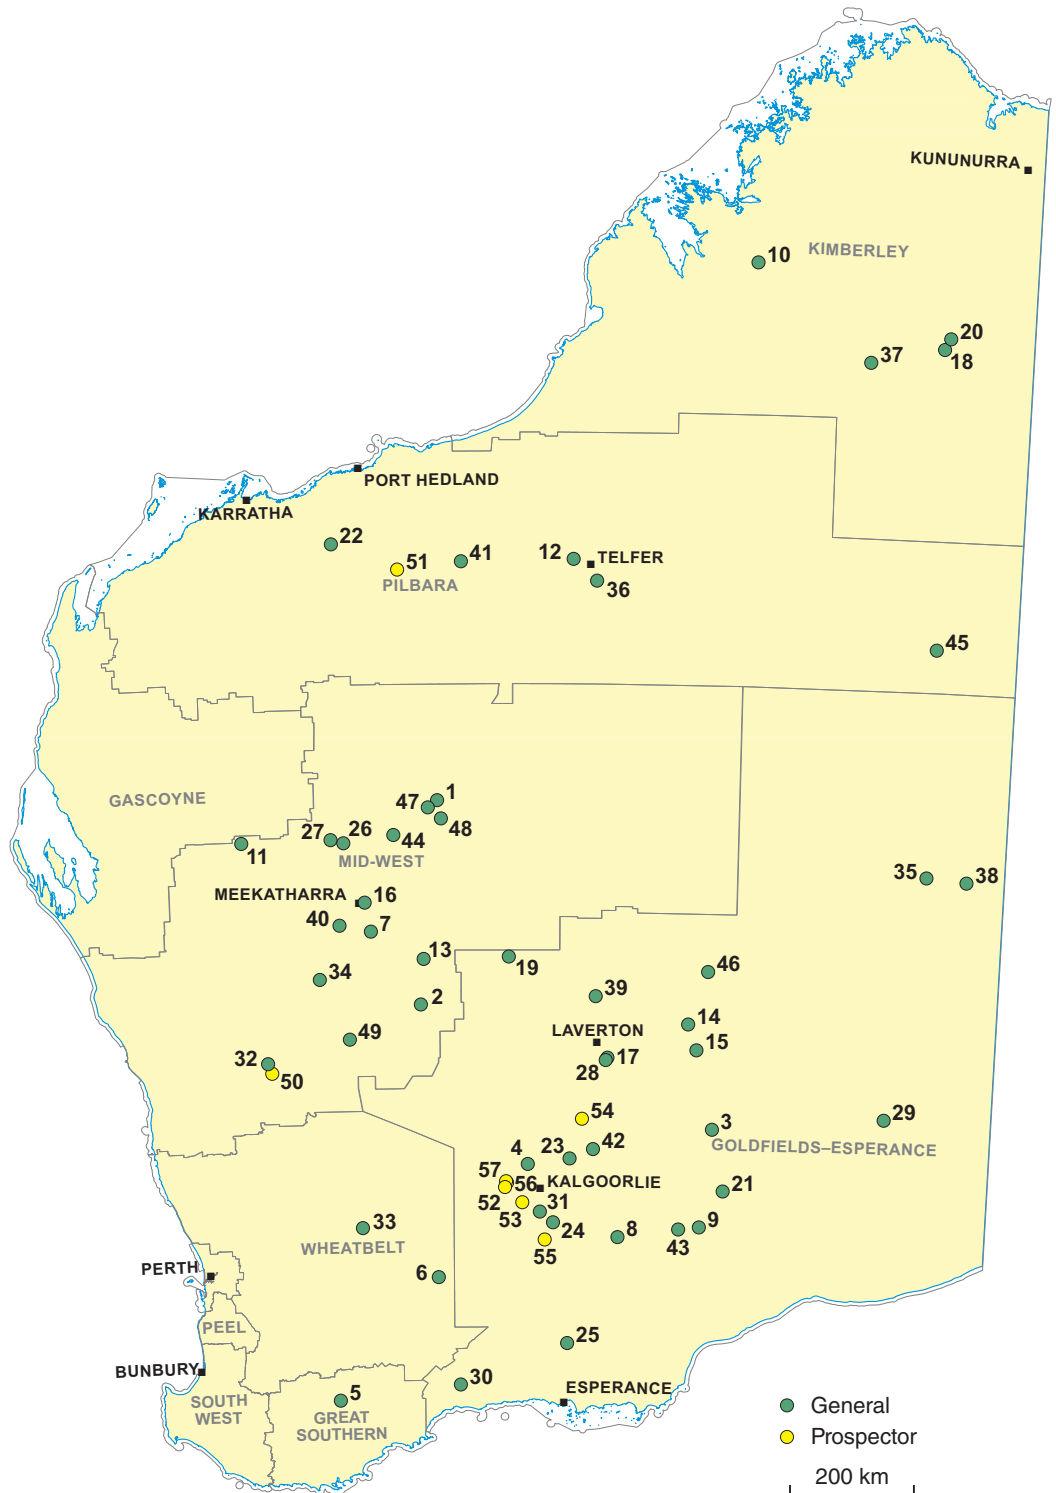 KUNUNURRA
KIMBERLEY
10
20
18
37
PORT HEDLAND
KARRATHA
22
51
41
12
TELFER
36
PILBARA
45
GASCOYNE
47
1
48
27
26
44
11
MID-WEST
MEEKATHARRA
16
40
7
35
38
13
19
46
34
39
2
14
LAVERTON
49
15
32
17
28
50
54
3
29
GOLDFIELDS–ESPERANCE
4
23
42
57
56
KALGOORLIE
52
31
21
53
24
33
8
43
9
WHEATBELT
55
PERTH
6
PEEL
25
BUNBURY
30
ESPERANCE
5
SOUTH
WEST
GREAT
SOUTHERN
General
Prospector
200 km